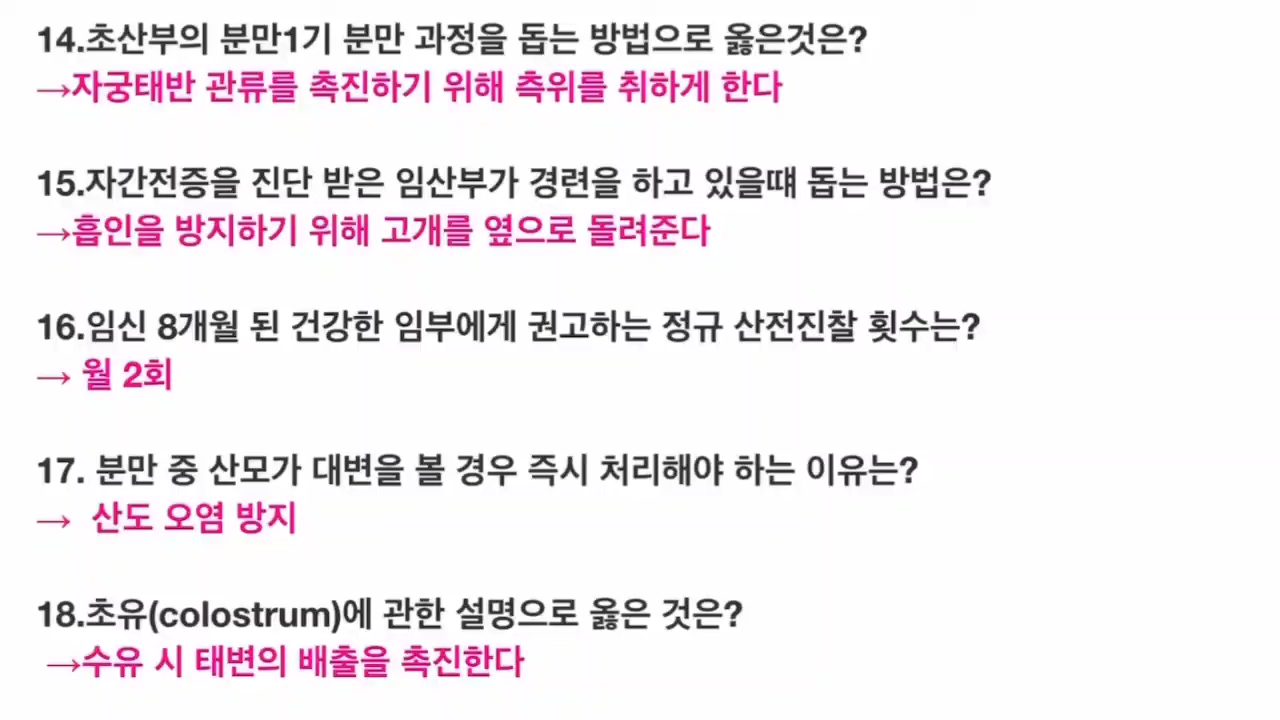 14.초산부의 분만1기 분만 과정을 돕는 방법으로 옳은것은?
→자궁태반 관류를 촉진하기 위해 측위를 취하게 한다
15.자간전증을 진단 받은 임산부가 경련을 하고 있을떄 돕는 방법은?
→흡인을 방지하기 위해 고개를 옆으로 돌려준다
16.임신 8개월 된 건강한 임부에게 권고하는 정규 산전진찰 횟수는?
→ 월 2회
17. 분만 중 산모가 대변을 볼 경우 즉시 처리해야 하는 이유는?
→ 산도 오염 방지
18.초유(colostrum)에 관한 설명으로 옳은 것은?
→수유 시 태변의 배출을 촉진한다